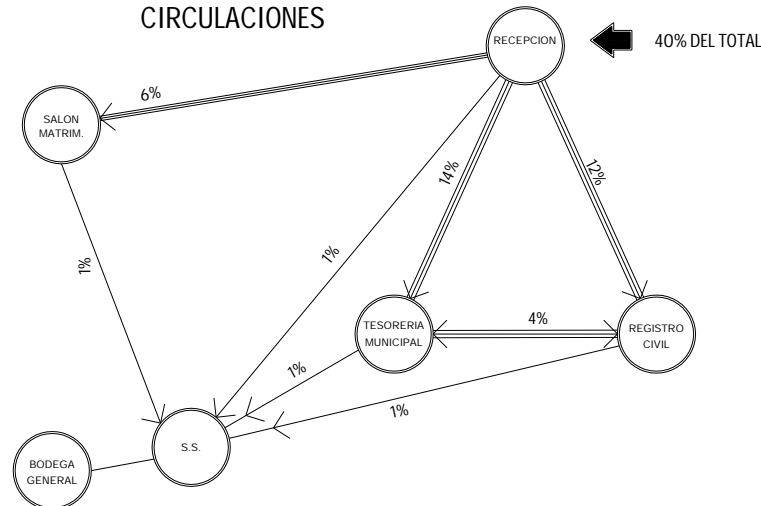 CIRCULACIONES
RECEPCION
40% DEL TOTAL
6%
SALON
MATRIM.
14%
12%
1%
1%
TESORERIA
MUNICIPAL
4%
REGISTRO
CIVIL
1%
1%
S.S.
BODEGA
GENERAL